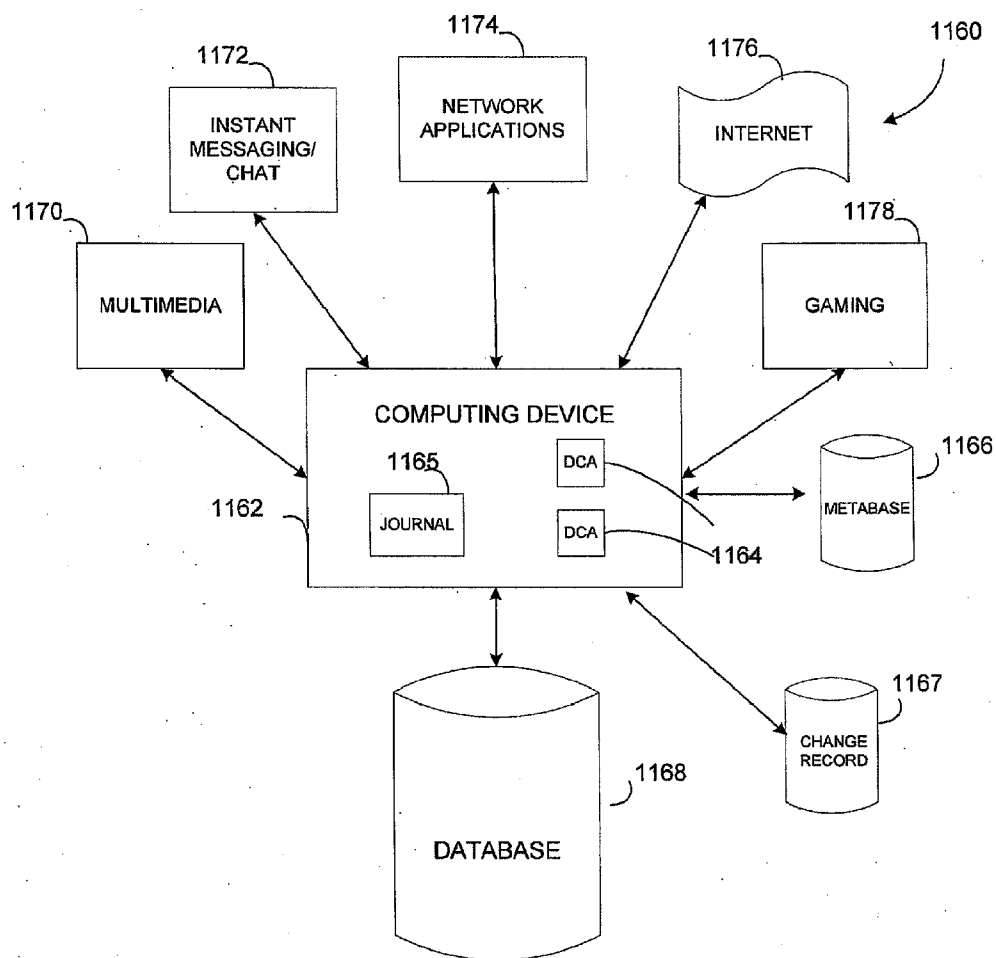 1174
1160
1172
1176
NETWORK
APPLICATIONS
INTERNET
INSTANT
MESSAGING/
CHAT
1170
1178
MULTIMEDIA
GAMING
COMPUTING DEVICE
1165
DCA
1166
1162
JOURNAL
METABASE
DCA
1164
1167
CHANGE
RECORD
1168
DATABASE